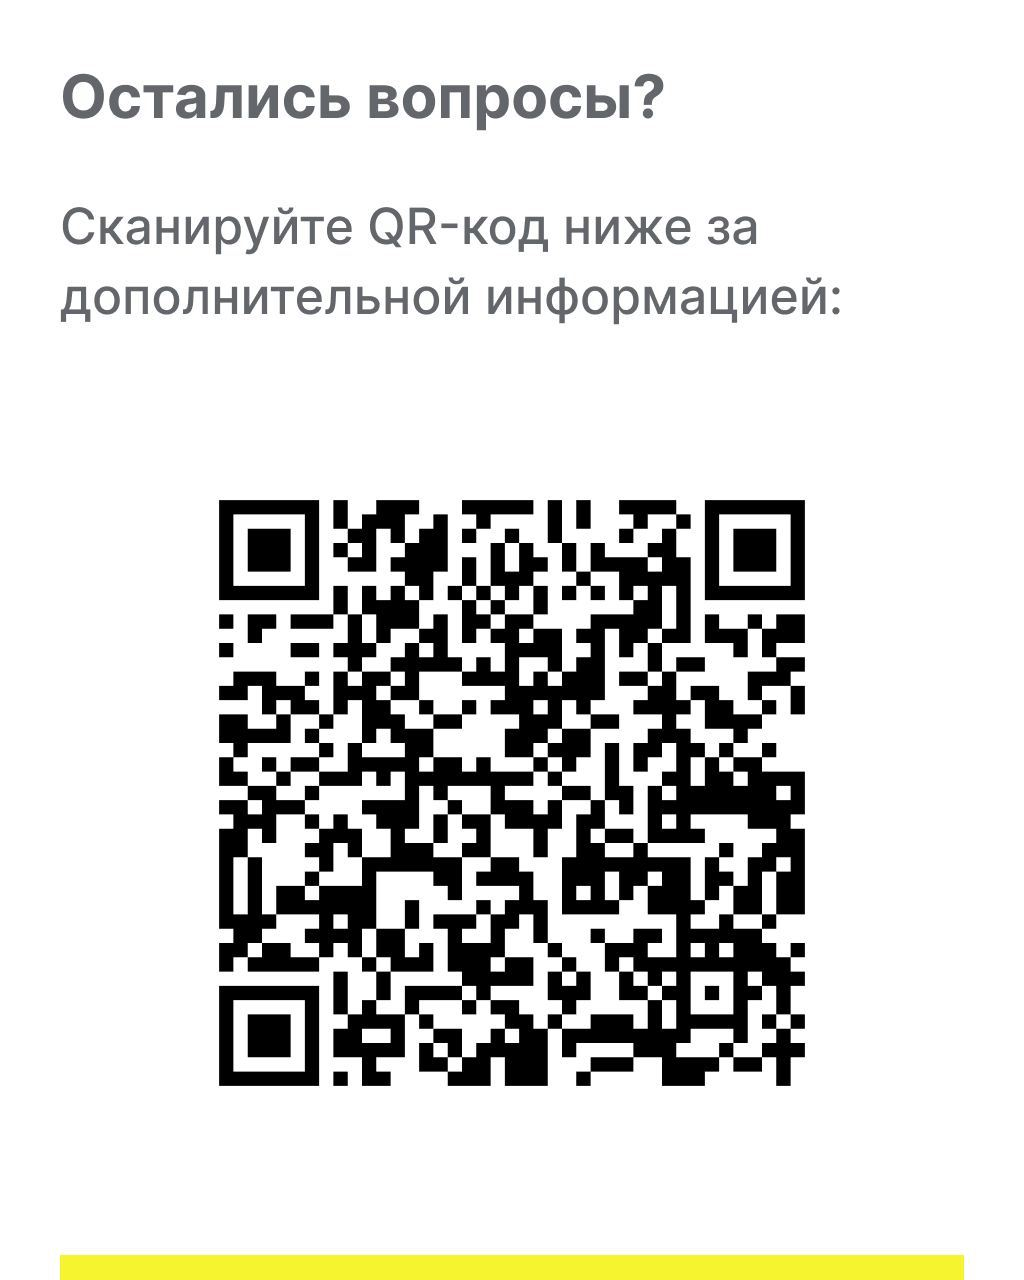 Остались вопросы?
Сканируйте QR-код ниже за
дополнительной информацией: